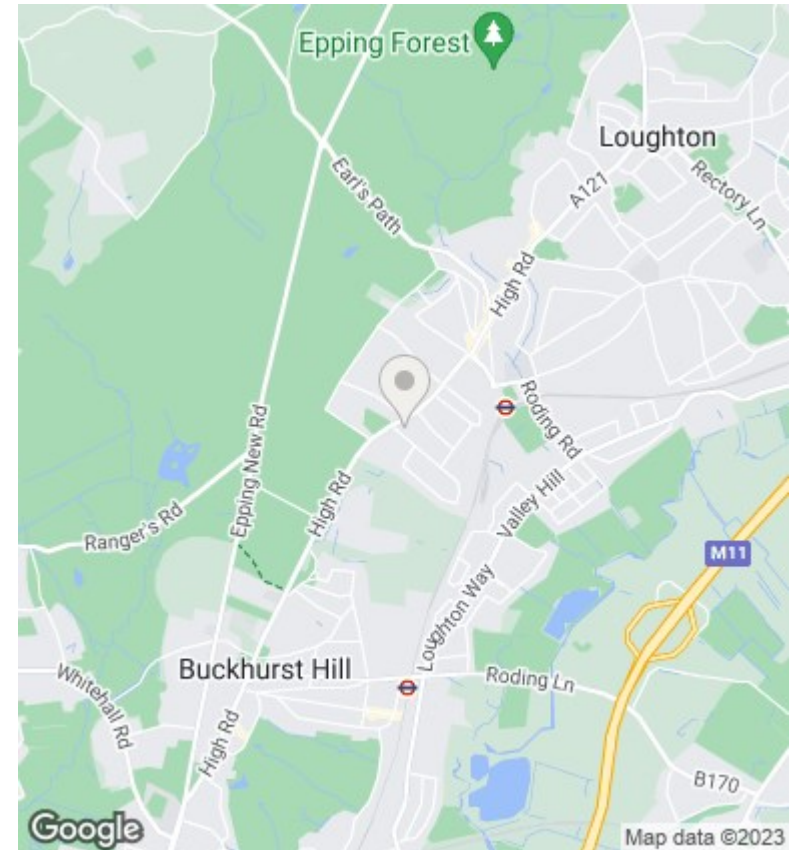 Epping Forest
Loughton
A121
Rectory Ln
Earl's Path
High Rd
Roding Rd
Epping New Rd
High Rd
Valley Hill
Ranger's Rd
M11
Loughton Way
Buckhurst Hill
Roding Ln
Whitehall Rd
High Rd
B170
Google
Map data ©2023